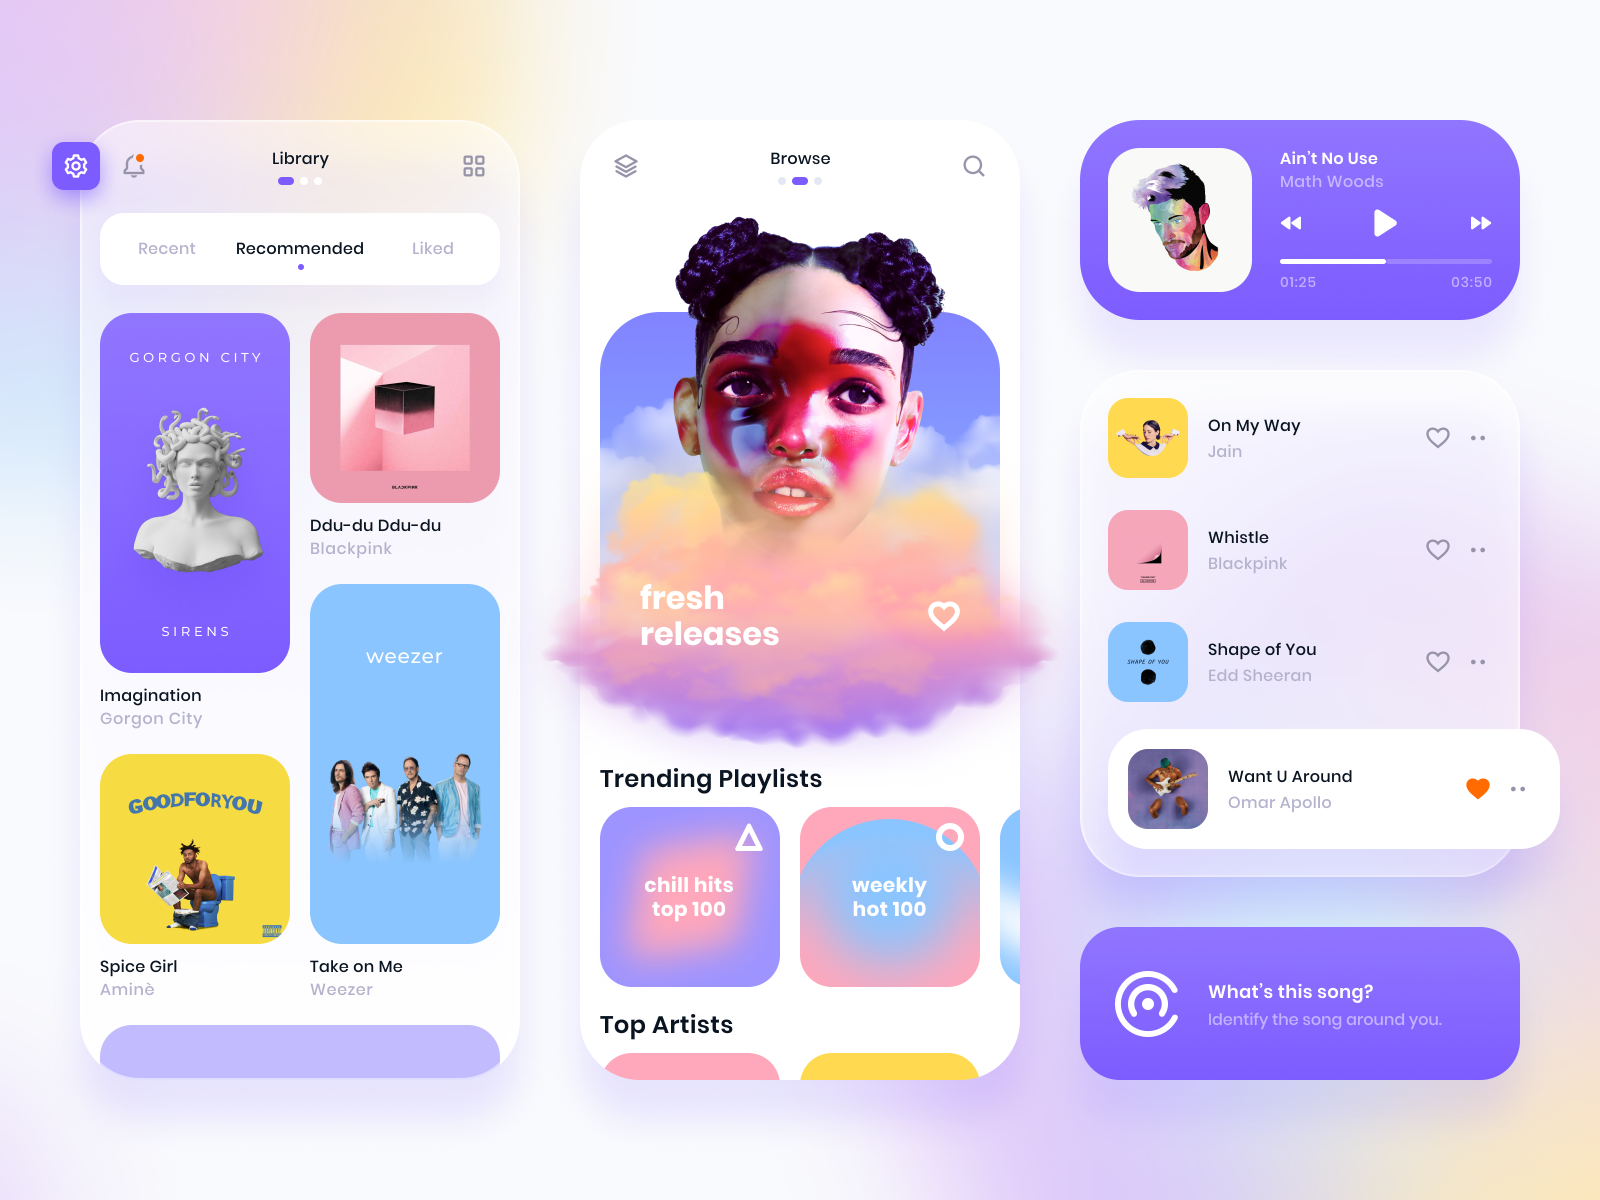 Library
Recent
Recommended
Liked
GORGON CITY
SIRENS
Imagination
Gorgon City
GOODFORYOU
Spice Girl
Aminè
BLACKPINK
Ddu-du Ddu-du
Blackpink
weezer
Take on Me
Weezer
Browse
fresh
releases
Trending Playlists
chill hits
top 100
weekly
hot 100
Top Artists
Ain't No Use
Math Woods
01:25
03:50
On My Way
Jain
Whistle
Blackpink
SHAPE OF YOU
Shape of You
Edd Sheeran
Want U Around
Omar Apollo
What's this song?
Identify the song around you.